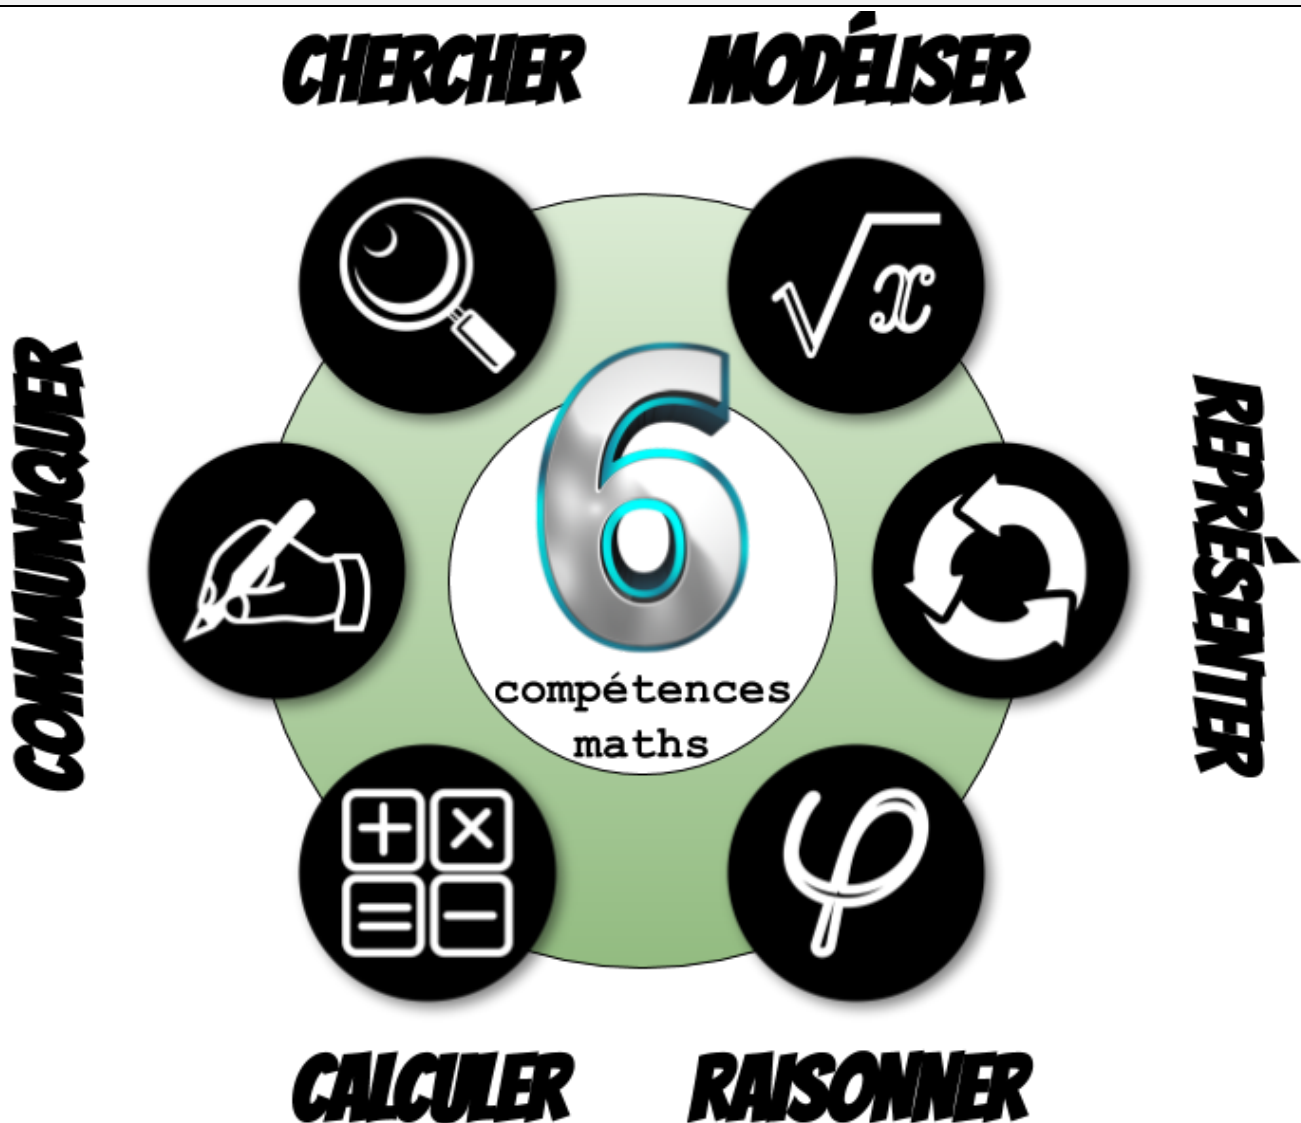 CHERCHER
MODÉLISER
COMMUNIQUER
REPRÉSENTER
√x
6
compétences
maths
+ ×
= −
φ
CALCULER
RAISONNER